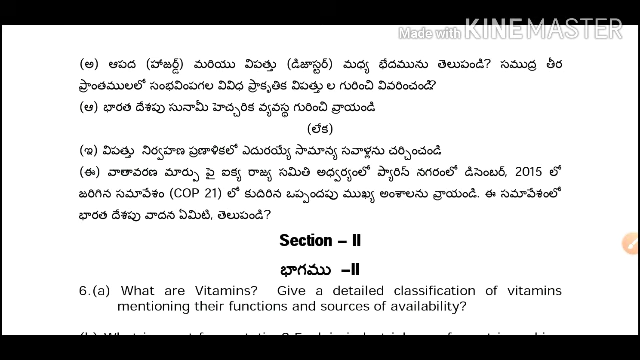 Made with KINEMASTER
(అ) ఆపద (హాజర్డ్) మరియు విపత్తు (డిజాస్టర్) మధ్య భేదమును తెలుపండి? సముద్ర తీర
ప్రాంతములలో సంభవింపగల వివిధ ప్రాకృతిక విపత్తు ల గురించి వివరించండి?
(ఆ) భారత దేశపు సునామీ హెచ్చరిక వ్యవస్థ గురించి వ్రాయండి
(లేక)
(ఇ) విపత్తు నిర్వహణ ప్రణాళికలో ఎదురయ్యే సామాన్య సవాళ్లను చర్చించండి
(ఈ) వాతావరణ మార్పు పై ఐక్య రాజ్య సమితి అధ్వర్యంలో ప్యారిస్ నగరంలో డిసెంబర్, 2015 లో
జరిగిన సమావేశం (COP 21) లో కుదిరిన ఒప్పందపు ముఖ్య అంశాలను వ్రాయండి. ఈ సమావేశంలో
భారత దేశపు వాదన ఏమిటి, తెలుపండి?
Section – II
భాగము –II
6.(a) What are Vitamins? Give a detailed classification of vitamins
mentioning their functions and sources of availability?